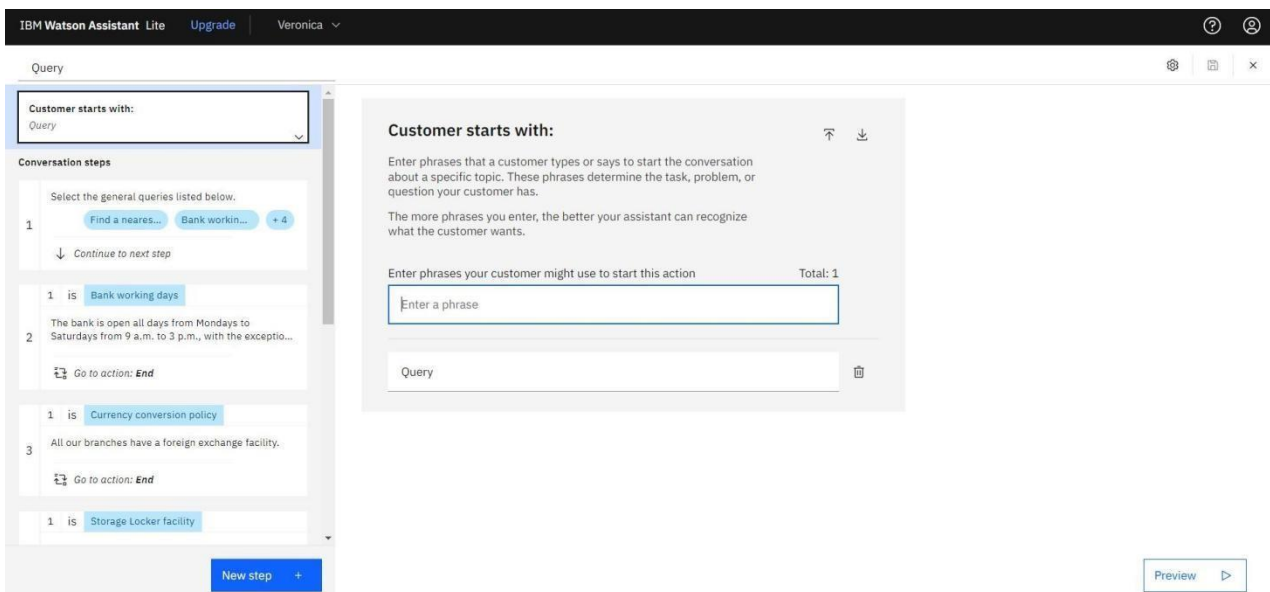 IBM Watson Assistant Lite Upgrade Veronica
Query
Customer starts with:
Query
Conversation steps
1
Select the general queries listed below.
Find a neares... Bank workin... + 4
Continue to next step
1 is Bank working days
2
The bank is open all days from Mondays to
Saturdays from 9 a.m. to 3 p.m., with the exceptio...
Go to action: End
1 is Currency conversion policy
3
All our branches have a foreign exchange facility.
Go to action: End
1 is Storage Locker facility
New step +
Customer starts with:
Enter phrases that a customer types or says to start the conversation
about a specific topic. These phrases determine the task, problem, or
question your customer has.
The more phrases you enter, the better your assistant can recognize
what the customer wants.
Enter phrases your customer might use to start this action Total: 1
Enter a phrase
Query
Preview